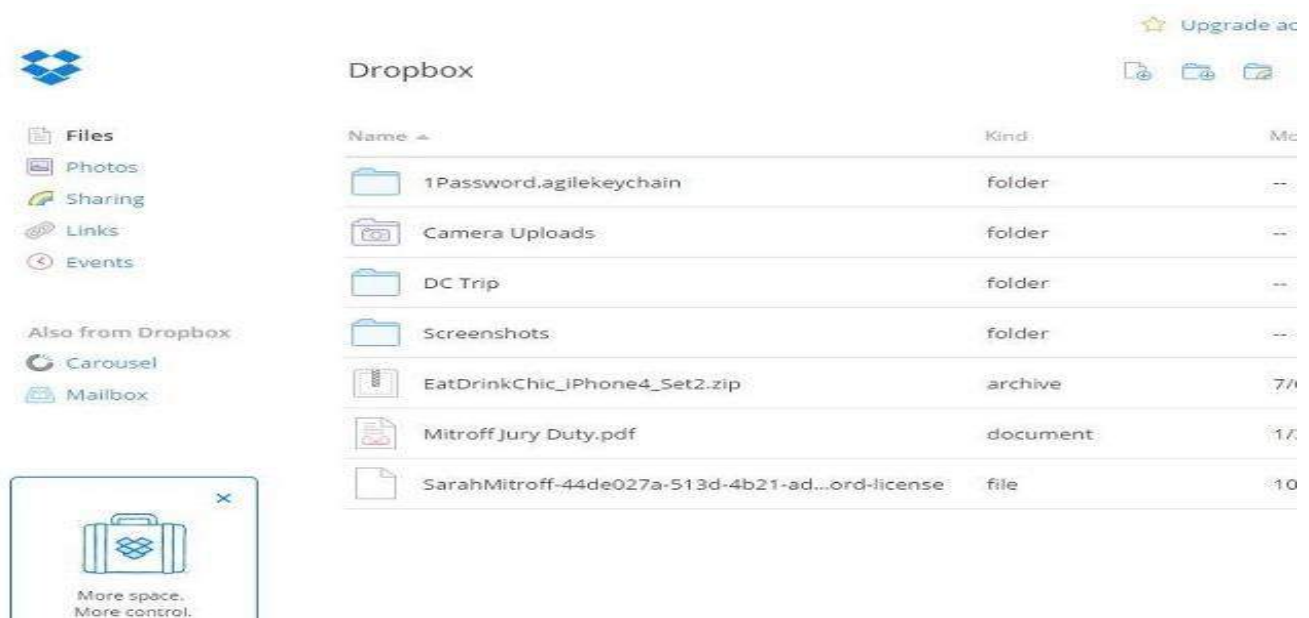 Upgrade ac
Dropbox
Files
Photos
Sharing
Links
Events
Also from Dropbox
Carousel
Mailbox
Name Kind Mo
1Password.agilekeychain folder --
Camera Uploads folder --
DC Trip folder --
Screenshots folder --
EatDrinkChic_iPhone4_Set2.zip archive 7/
Mitroff Jury Duty.pdf document 1/
SarahMitroff-44de027a-513d-4b21-ad...ord-license file 10
More space.
More control.